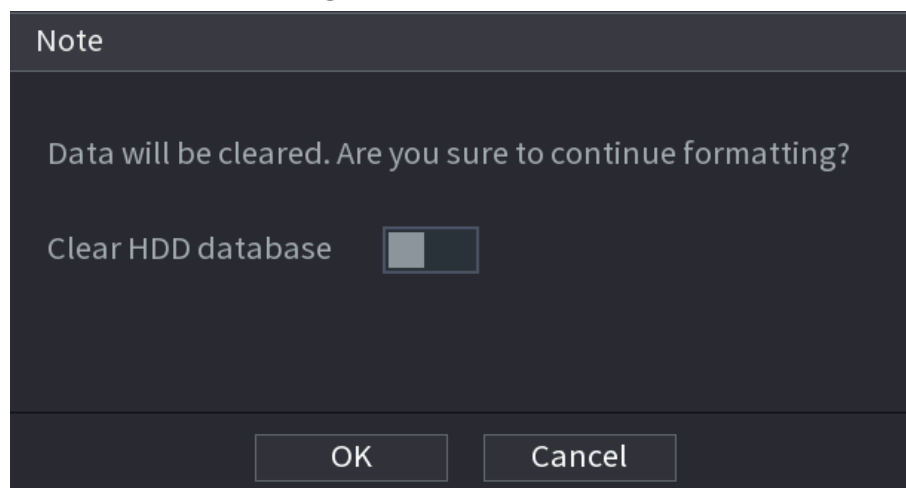 Note
Data will be cleared. Are you sure to continue formatting?
Clear HDD database
OK
Cancel